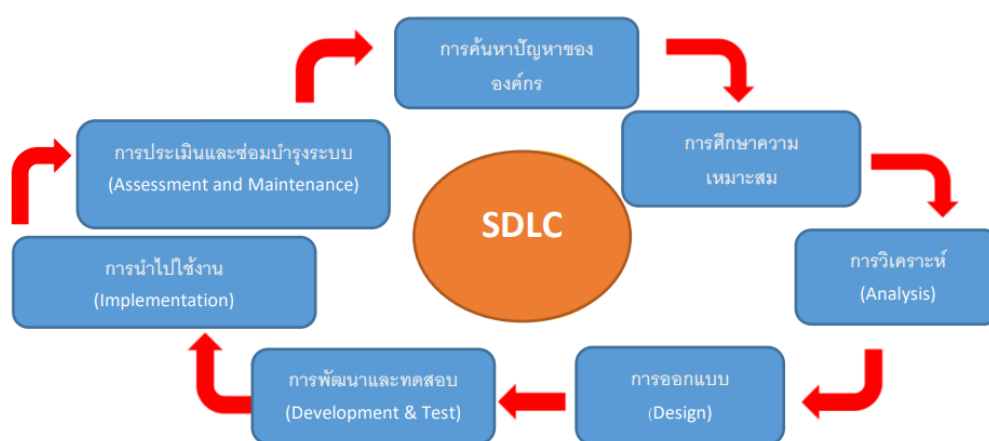 การค้นหาปัญหาของ
องค์กร
การศึกษาความ
เหมาะสม
การวิเคราะห์
(Analysis)
การออกแบบ
(Design)
การพัฒนาและทดสอบ
(Development & Test)
การนำไปใช้งาน
(Implementation)
การประเมินและซ่อมบำรุงระบบ
(Assessment and Maintenance)
SDLC